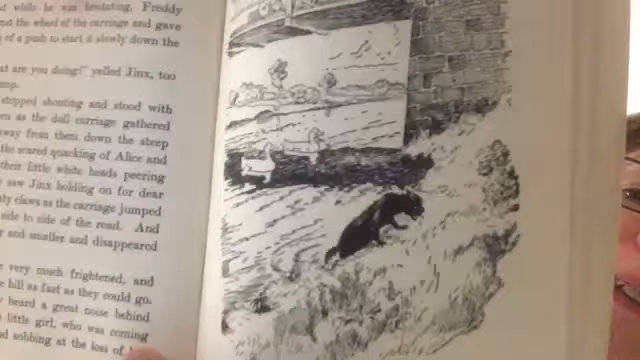 while he was hesitating. Freddy
the wheel of the carriage and gave
of a push to start it slowly down the
at are you doing!" yelled Jinx, too
stopped shouting and stood with
as the doll carriage gathered
way from them down the steep
the scared quacking of Alice and
their little white heads peering
saw Jinx holding on for dear
claws as the carriage jumped
side to side of the road. And
and smaller and disappeared
very much frightened, and
hill as fast as they could go.
heard a great noise behind
little girl, who was coming
sobbing at the loss of